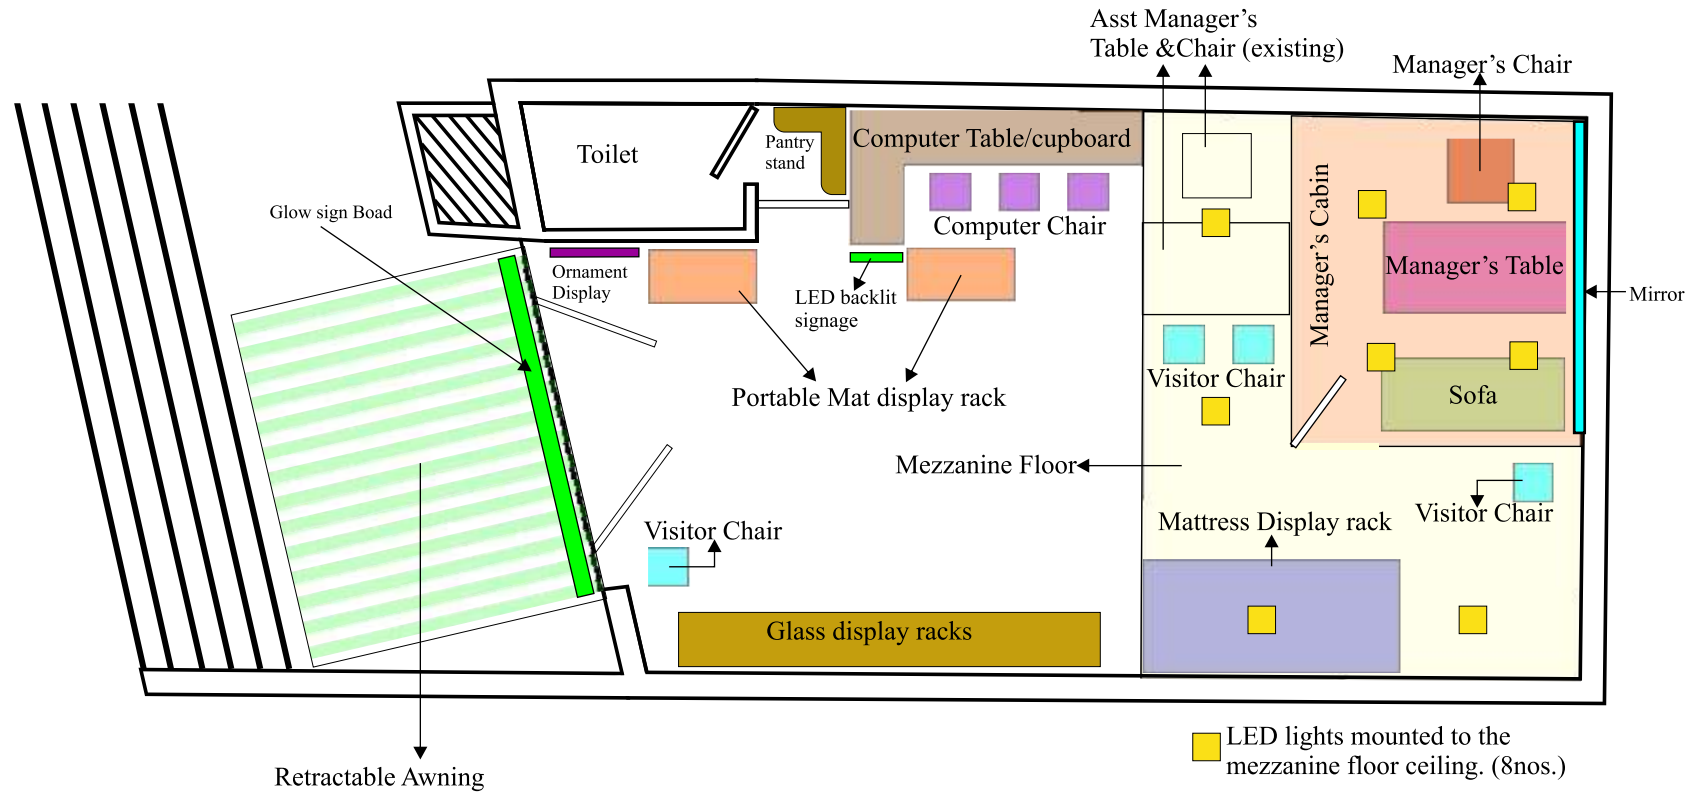 Asst Manager's
Table &Chair (existing)
Manager's Chair
Toilet
Pantry
stand
Computer Table/cupboard
Manager's Cabin
Glow sign Boad
Computer Chair
Ornament
Display
LED backlit
signage
Manager's Table
Mirror
Visitor Chair
Portable Mat display rack
Sofa
Mezzanine Floor
Visitor Chair
Mattress Display rack
Visitor Chair
Glass display racks
Retractable Awning
LED lights mounted to the
mezzanine floor ceiling. (8nos.)